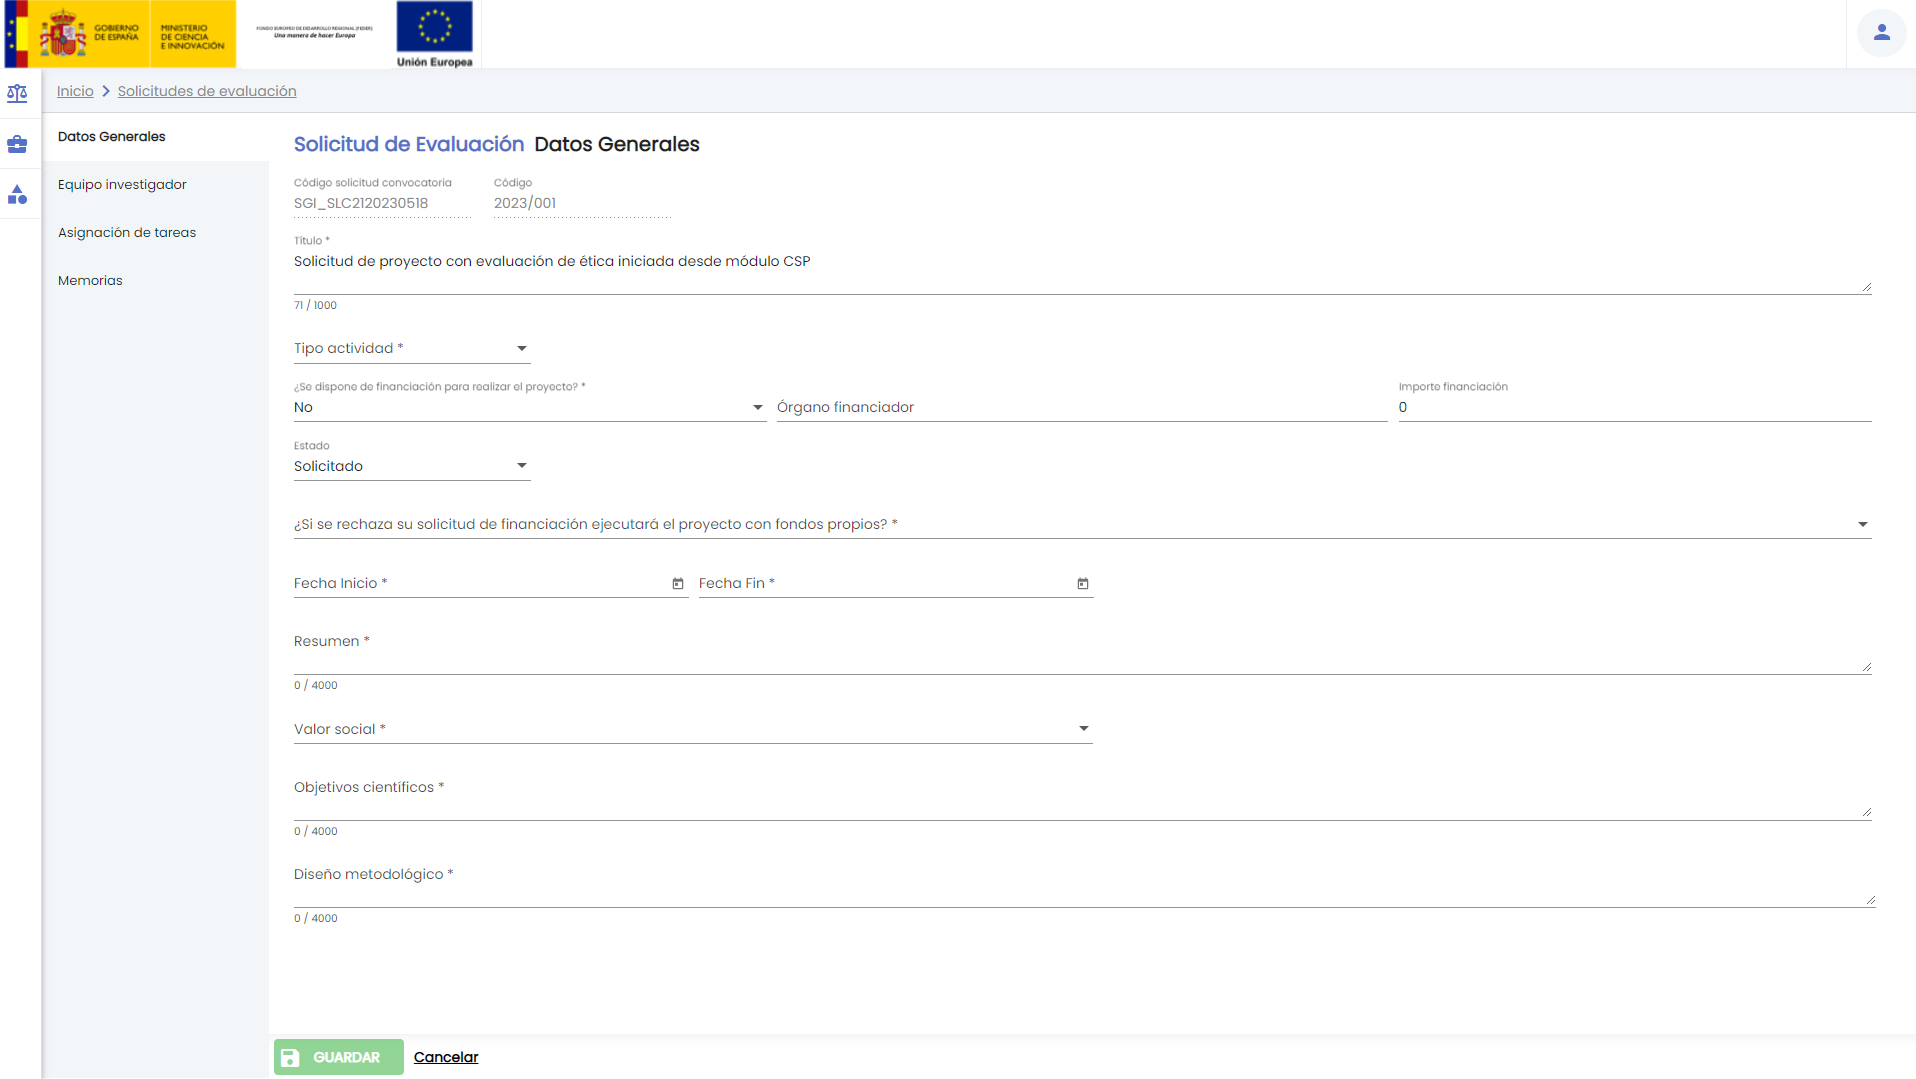 GOBIERNO
DE ESPAÑA
MINISTERIO
DE CIENCIA
E INNOVACIÓN
FONDO EUROPEO DE DESARROLLO REGIONAL (FEDER)
Una manera de hacer Europa
Unión Europea
Inicio
Solicitudes de evaluación
Datos Generales
Equipo investigador
Asignación de tareas
Memorias
Solicitud de Evaluación Datos Generales
Código solicitud convocatoria Código
SGI_SLC2120230518 2023/001
Título *
Solicitud de proyecto con evaluación de ética iniciada desde módulo CSP
71 / 1000
Tipo actividad *
¿Se dispone de financiación para realizar el proyecto? * Importe financiación
No Órgano financiador 0
Estado
Solicitado
¿Si se rechaza su solicitud de financiación ejecutará el proyecto con fondos propios? *
Fecha Inicio * Fecha Fin *
Resumen *
0 / 4000
Valor social *
Objetivos científicos *
0 / 4000
Diseño metodológico *
0 / 4000
GUARDAR Cancelar